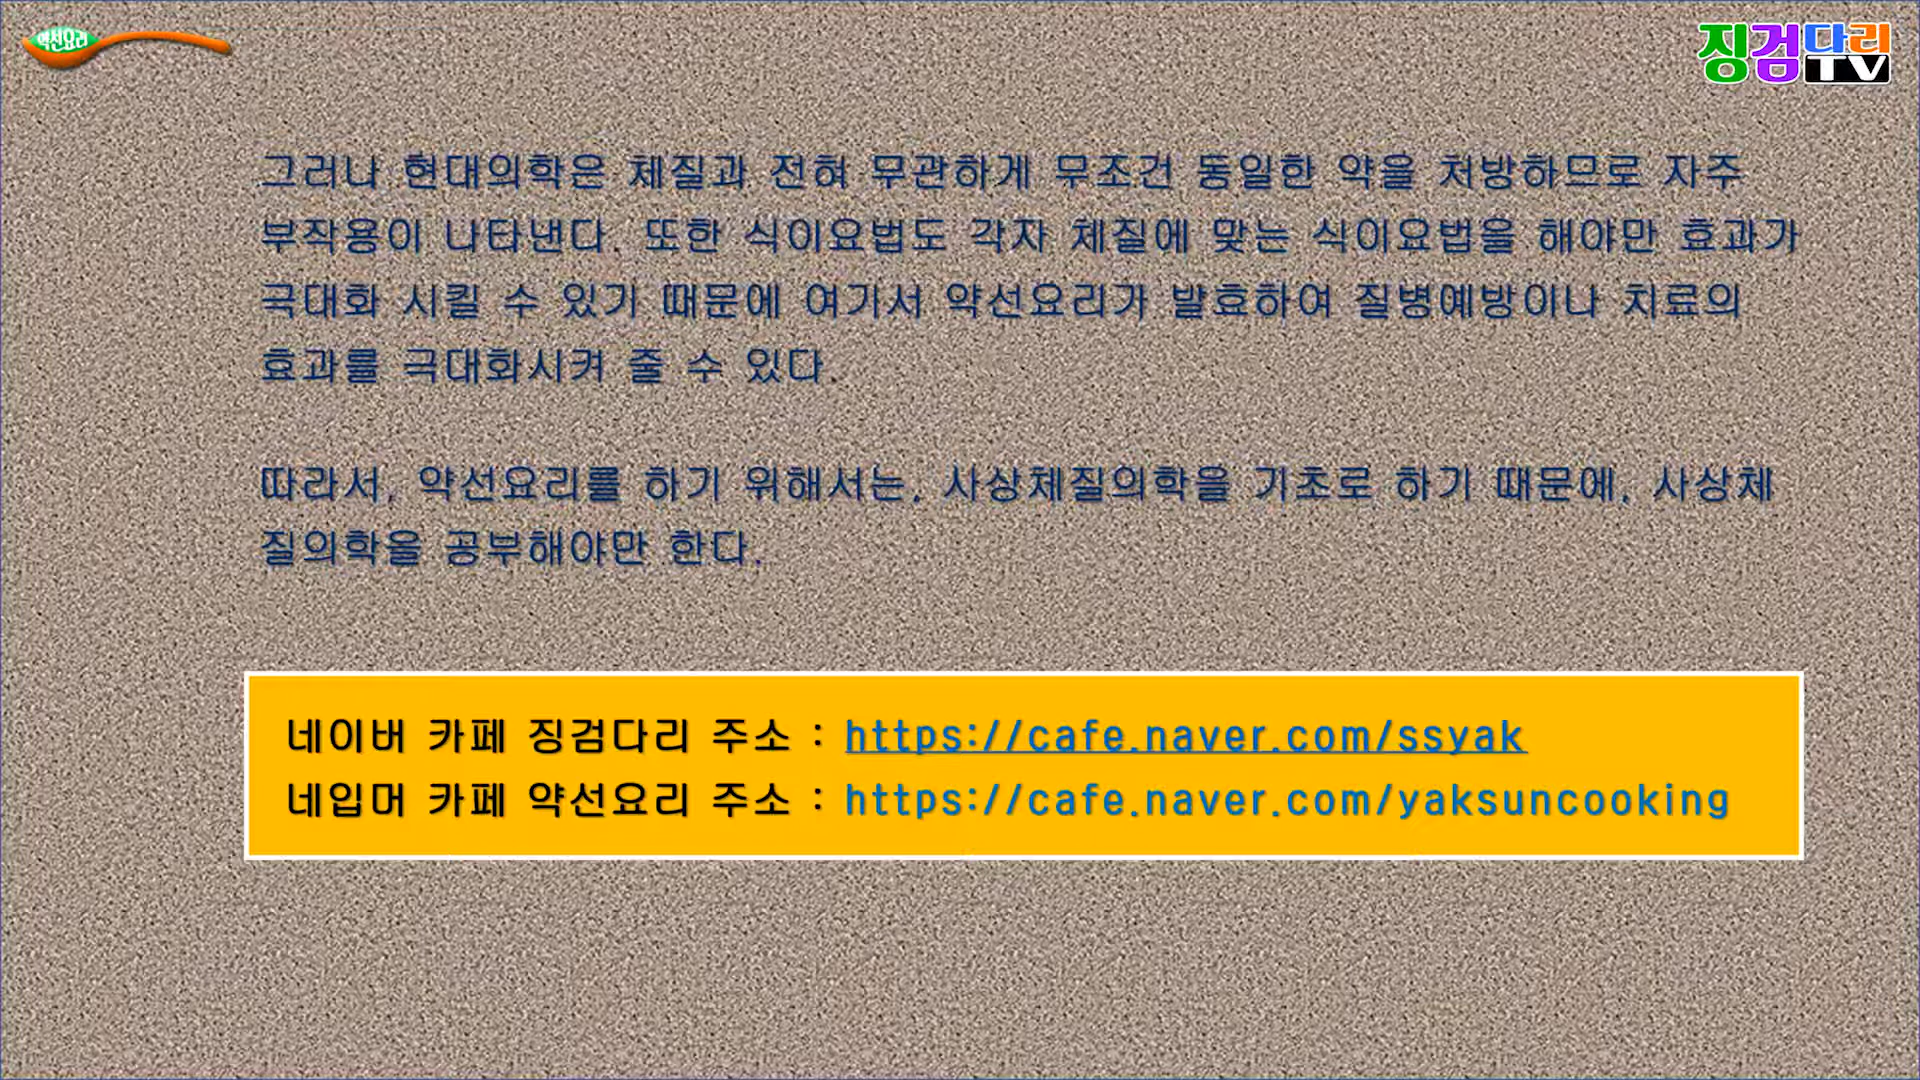 약선요리
징검다리
TV
그러나 현대의학은 체질과 전혀 무관하게 무조건 동일한 약을 처방하므로 자주
부작용이 나타낸다. 또한 식이요법도 각자 체질에 맞는 식이요법을 해야만 효과가
극대화 시킬 수 있기 때문에 여기서 약선요리가 발효하여 질병예방이나 치료의
효과를 극대화시켜 줄 수 있다.
따라서, 약선요리를 하기 위해서는, 사상체질의학을 기초로 하기 때문에, 사상체
질의학을 공부해야만 한다.
네이버 카페 징검다리 주소 : https://cafe.naver.com/ssyak
네입머 카페 약선요리 주소 : https://cafe.naver.com/yaksuncooking